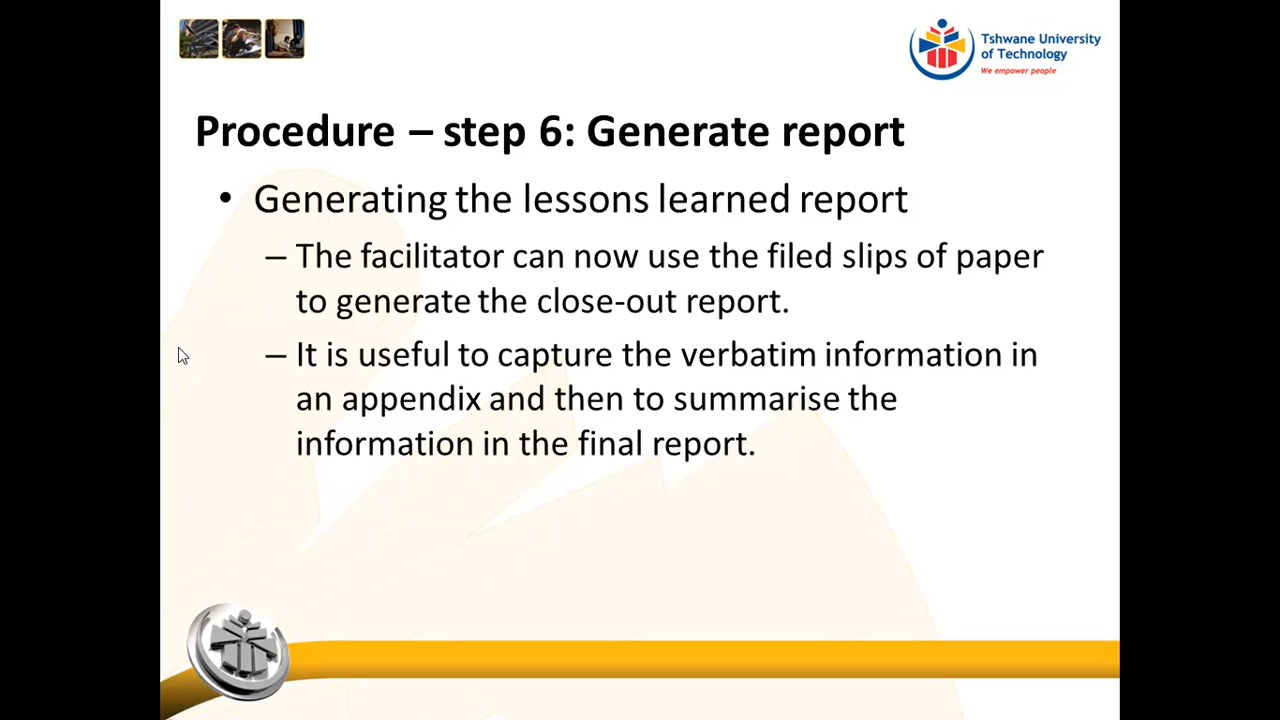 Tshwane University
of Technology
We empower people
Procedure – step 6: Generate report
• Generating the lessons learned report
– The facilitator can now use the filed slips of paper
to generate the close-out report.
– It is useful to capture the verbatim information in
an appendix and then to summarise the
information in the final report.